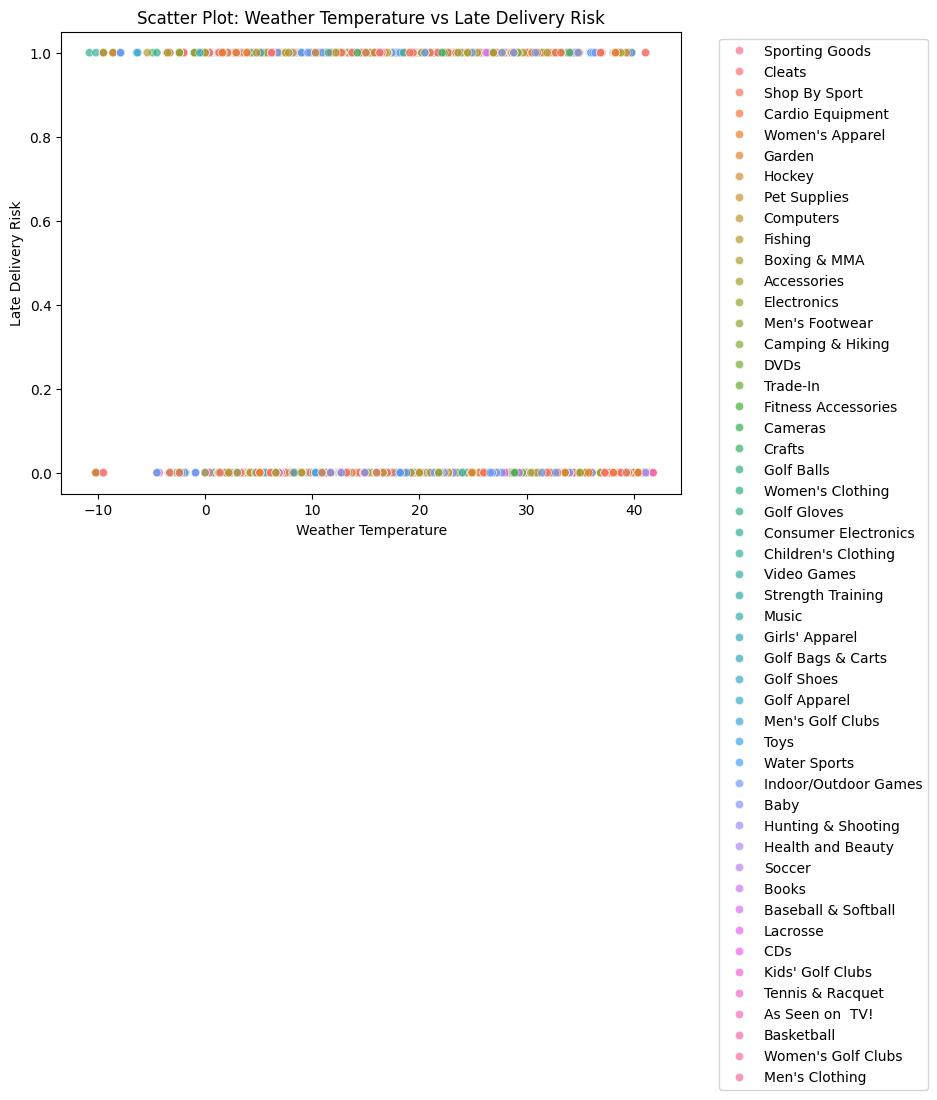 Scatter Plot: Weather Temperature vs Late Delivery Risk
1.0
0.8
0.6
0.4
0.2
0.0
Late Delivery Risk
−10
0
10
20
30
40
Weather Temperature
Sporting Goods
Cleats
Shop By Sport
Cardio Equipment
Women's Apparel
Garden
Hockey
Pet Supplies
Computers
Fishing
Boxing & MMA
Accessories
Electronics
Men's Footwear
Camping & Hiking
DVDs
Trade-In
Fitness Accessories
Cameras
Crafts
Golf Balls
Women's Clothing
Golf Gloves
Consumer Electronics
Children's Clothing
Video Games
Strength Training
Music
Girls' Apparel
Golf Bags & Carts
Golf Shoes
Golf Apparel
Men's Golf Clubs
Toys
Water Sports
Indoor/Outdoor Games
Baby
Hunting & Shooting
Health and Beauty
Soccer
Books
Baseball & Softball
Lacrosse
CDs
Kids' Golf Clubs
Tennis & Racquet
As Seen on  TV!
Basketball
Women's Golf Clubs
Men's Clothing